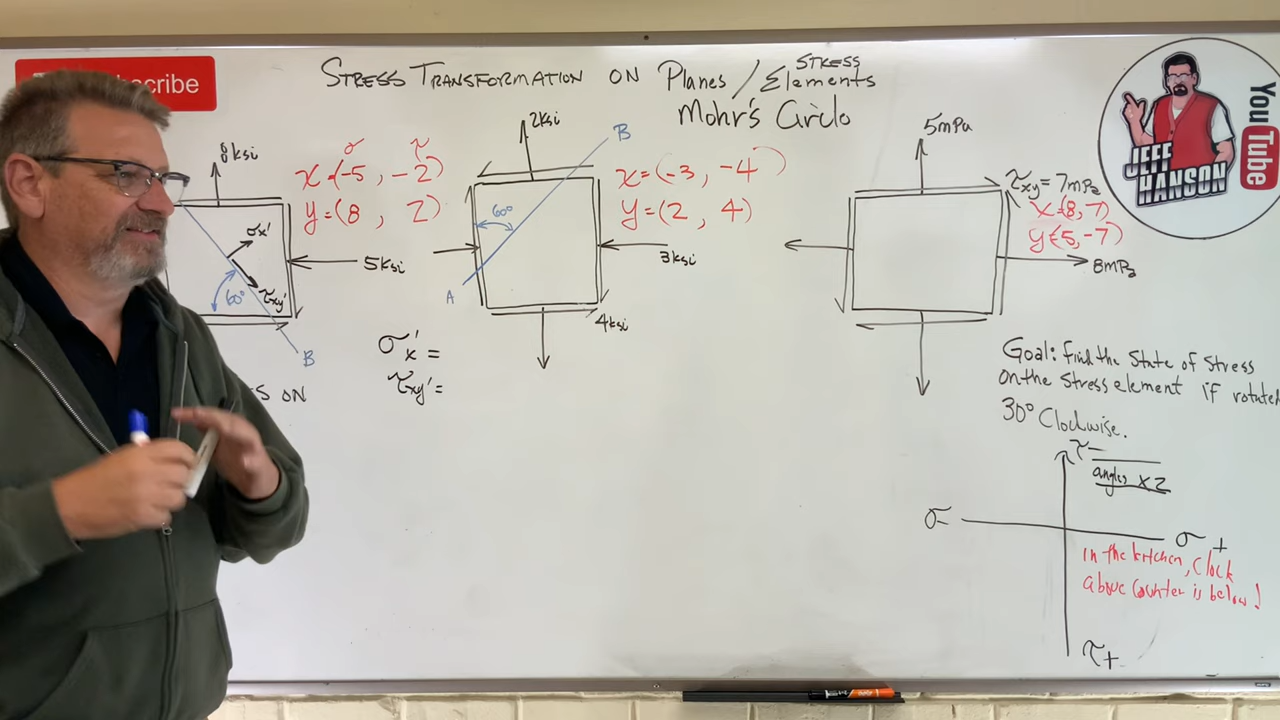 STRESS TRANSFORMATION ON Planes / STRESS Elements
Mohr's Circle
8ksi
σ τ
x=(-5, -2)
y=(8, 2)
5ksi
σx'
τxy'
60°
B
σx' =
τxy' =
ON
2ksi
B
60°
x=(-3, -4)
y=(2, 4)
3ksi
A
4ksi
5mPa
τxy = 7mPa
x(8,7)
y(5,-7)
8mPa
Goal: find the State of Stress
on the Stress element if rotated
30° Clockwise.
τ-
angles x 2
σ-
σ+
in the kitchen, Clock
above Counter is below!
τ+
JEFF
HANSON
YouTube